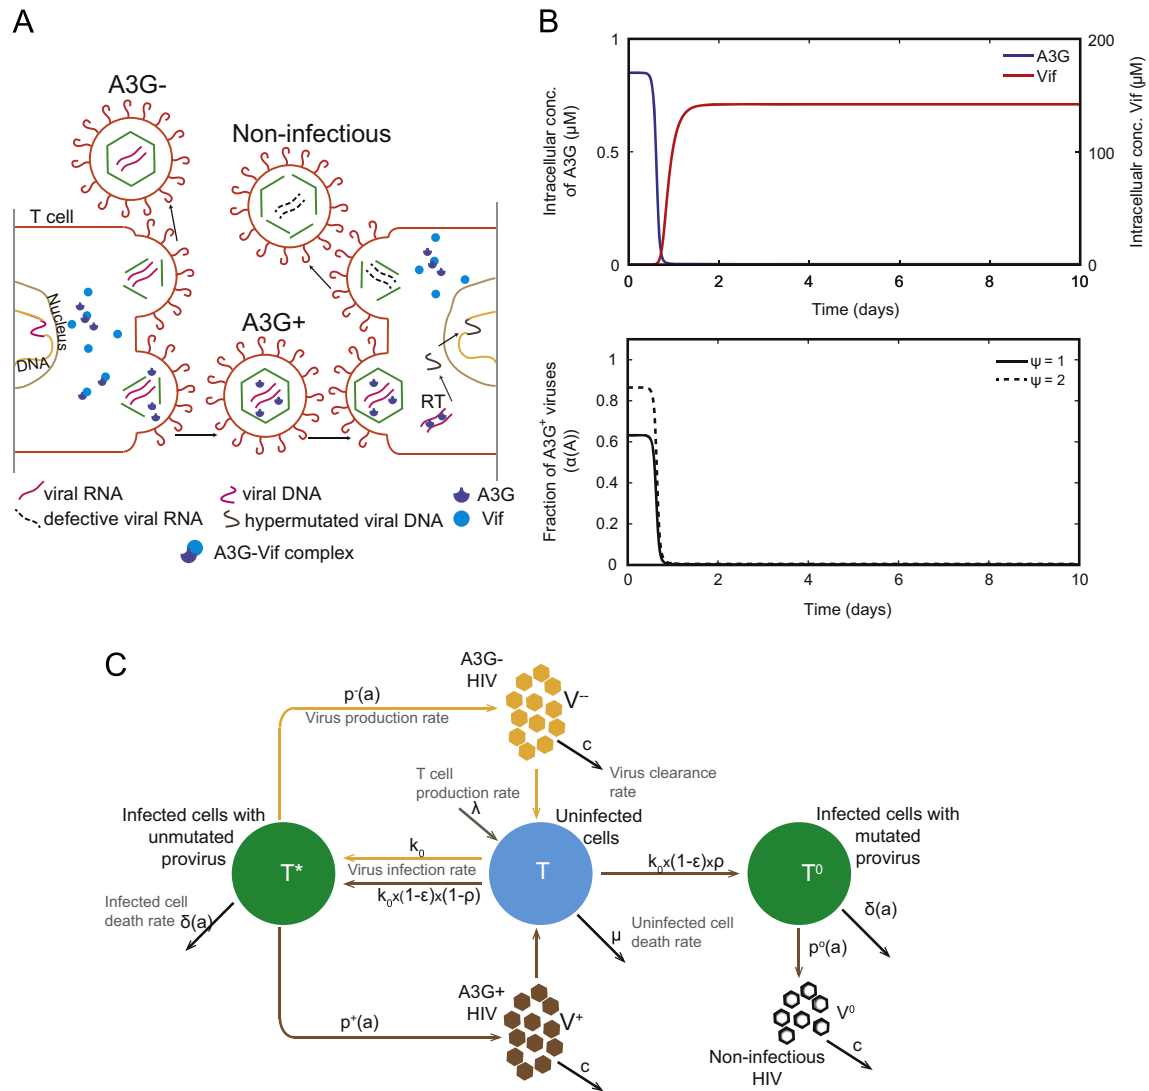 A
A3G-
Non-infectious
T cell
Nucleus
DNA
A3G+
RT
viral RNA
viral DNA
A3G
defective viral RNA
hypermutated viral DNA
Vif
A3G-Vif complex
B
1
0.5
0
200
100
0
A3G
Vif
Intracellular conc.
of A3G (µM)
Intracellualr conc. Vif (µM)
0
2
4
6
8
10
Time (days)
1
0.8
0.6
0.4
0.2
0
ψ = 1
ψ = 2
Fraction of A3G⁺ viruses
(α(A))
0
2
4
6
8
10
Time (days)
C
A3G-
HIV
V⁻⁻
p⁻(a)
Virus production rate
c
Virus clearance
rate
T cell
production rate
λ
Infected cells with
unmutated
provirus
Uninfected
cells
Infected cells with
mutated
provirus
T*
k₀
Virus infection rate
k₀x(1-ε)x(1-ρ)
T
k₀x(1-ε)xρ
T⁰
Infected cell
death rate δ(a)
µ
Uninfected cell
death rate
δ(a)
p⁰(a)
p⁺(a)
A3G+
HIV
V⁺
c
V⁰
c
Non-infectious
HIV